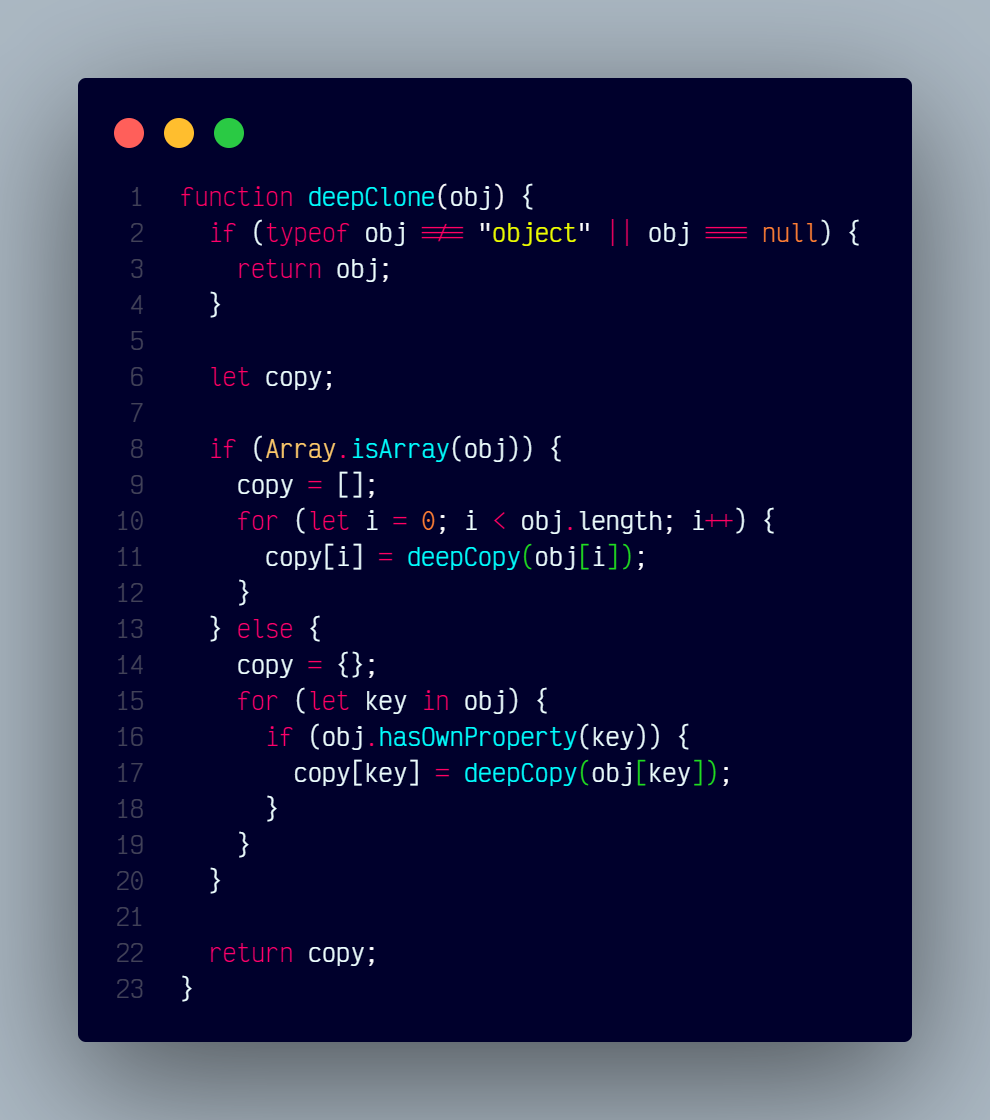 1 function deepClone(obj) {
2   if (typeof obj !== "object" || obj === null) {
3     return obj;
4   }
5
6   let copy;
7
8   if (Array.isArray(obj)) {
9     copy = [];
10     for (let i = 0; i < obj.length; i++) {
11       copy[i] = deepCopy(obj[i]);
12     }
13   } else {
14     copy = {};
15     for (let key in obj) {
16       if (obj.hasOwnProperty(key)) {
17         copy[key] = deepCopy(obj[key]);
18       }
19     }
20   }
21
22   return copy;
23 }